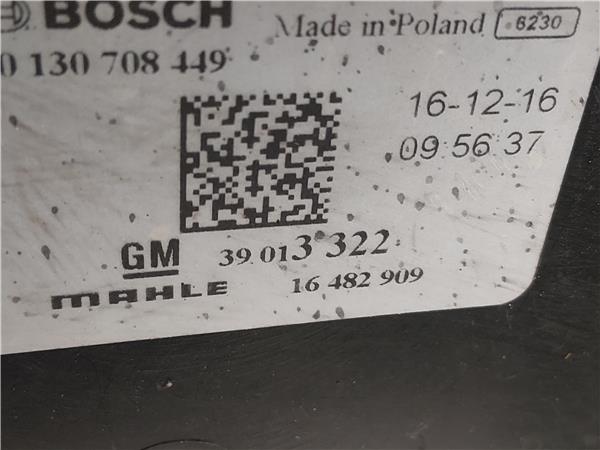 BOSCH Made in Poland 6230
0 130 708 449
16-12-16
09:56:37
GM 39 013 322
MAHLE 16 482 909